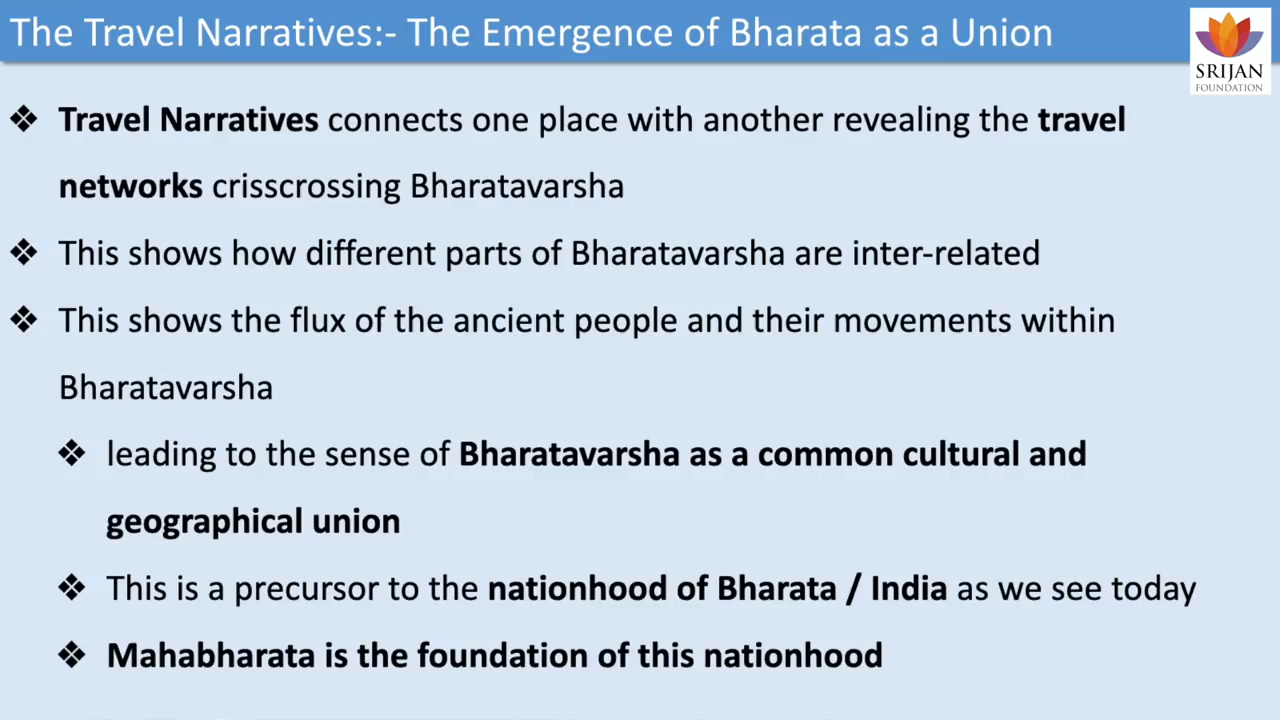 The Travel Narratives:- The Emergence of Bharata as a Union
SRIJAN
FOUNDATION
❖ Travel Narratives connects one place with another revealing the travel
networks crisscrossing Bharatavarsha
❖ This shows how different parts of Bharatavarsha are inter-related
❖ This shows the flux of the ancient people and their movements within
Bharatavarsha
❖ leading to the sense of Bharatavarsha as a common cultural and
geographical union
❖ This is a precursor to the nationhood of Bharata / India as we see today
❖ Mahabharata is the foundation of this nationhood